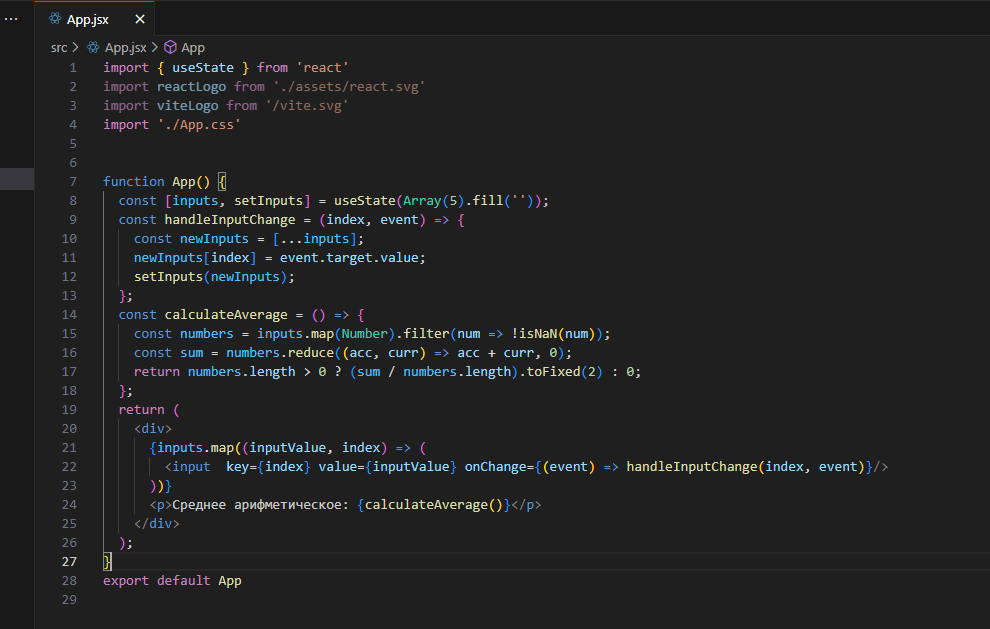 ... App.jsx ×
src > App.jsx > App
1 import { useState } from 'react'
2 import reactLogo from './assets/react.svg'
3 import viteLogo from '/vite.svg'
4 import './App.css'
5
6
7 function App() {
8   const [inputs, setInputs] = useState(Array(5).fill(''));
9   const handleInputChange = (index, event) => {
10     const newInputs = [...inputs];
11     newInputs[index] = event.target.value;
12     setInputs(newInputs);
13   };
14   const calculateAverage = () => {
15     const numbers = inputs.map(Number).filter(num => !isNaN(num));
16     const sum = numbers.reduce((acc, curr) => acc + curr, 0);
17     return numbers.length > 0 ? (sum / numbers.length).toFixed(2) : 0;
18   };
19   return (
20     <div>
21       {inputs.map((inputValue, index) => (
22         <input  key={index} value={inputValue} onChange={(event) => handleInputChange(index, event)}/>
23       ))}
24       <p>Среднее арифметическое: {calculateAverage()}</p>
25     </div>
26   );
27 }
28 export default App
29